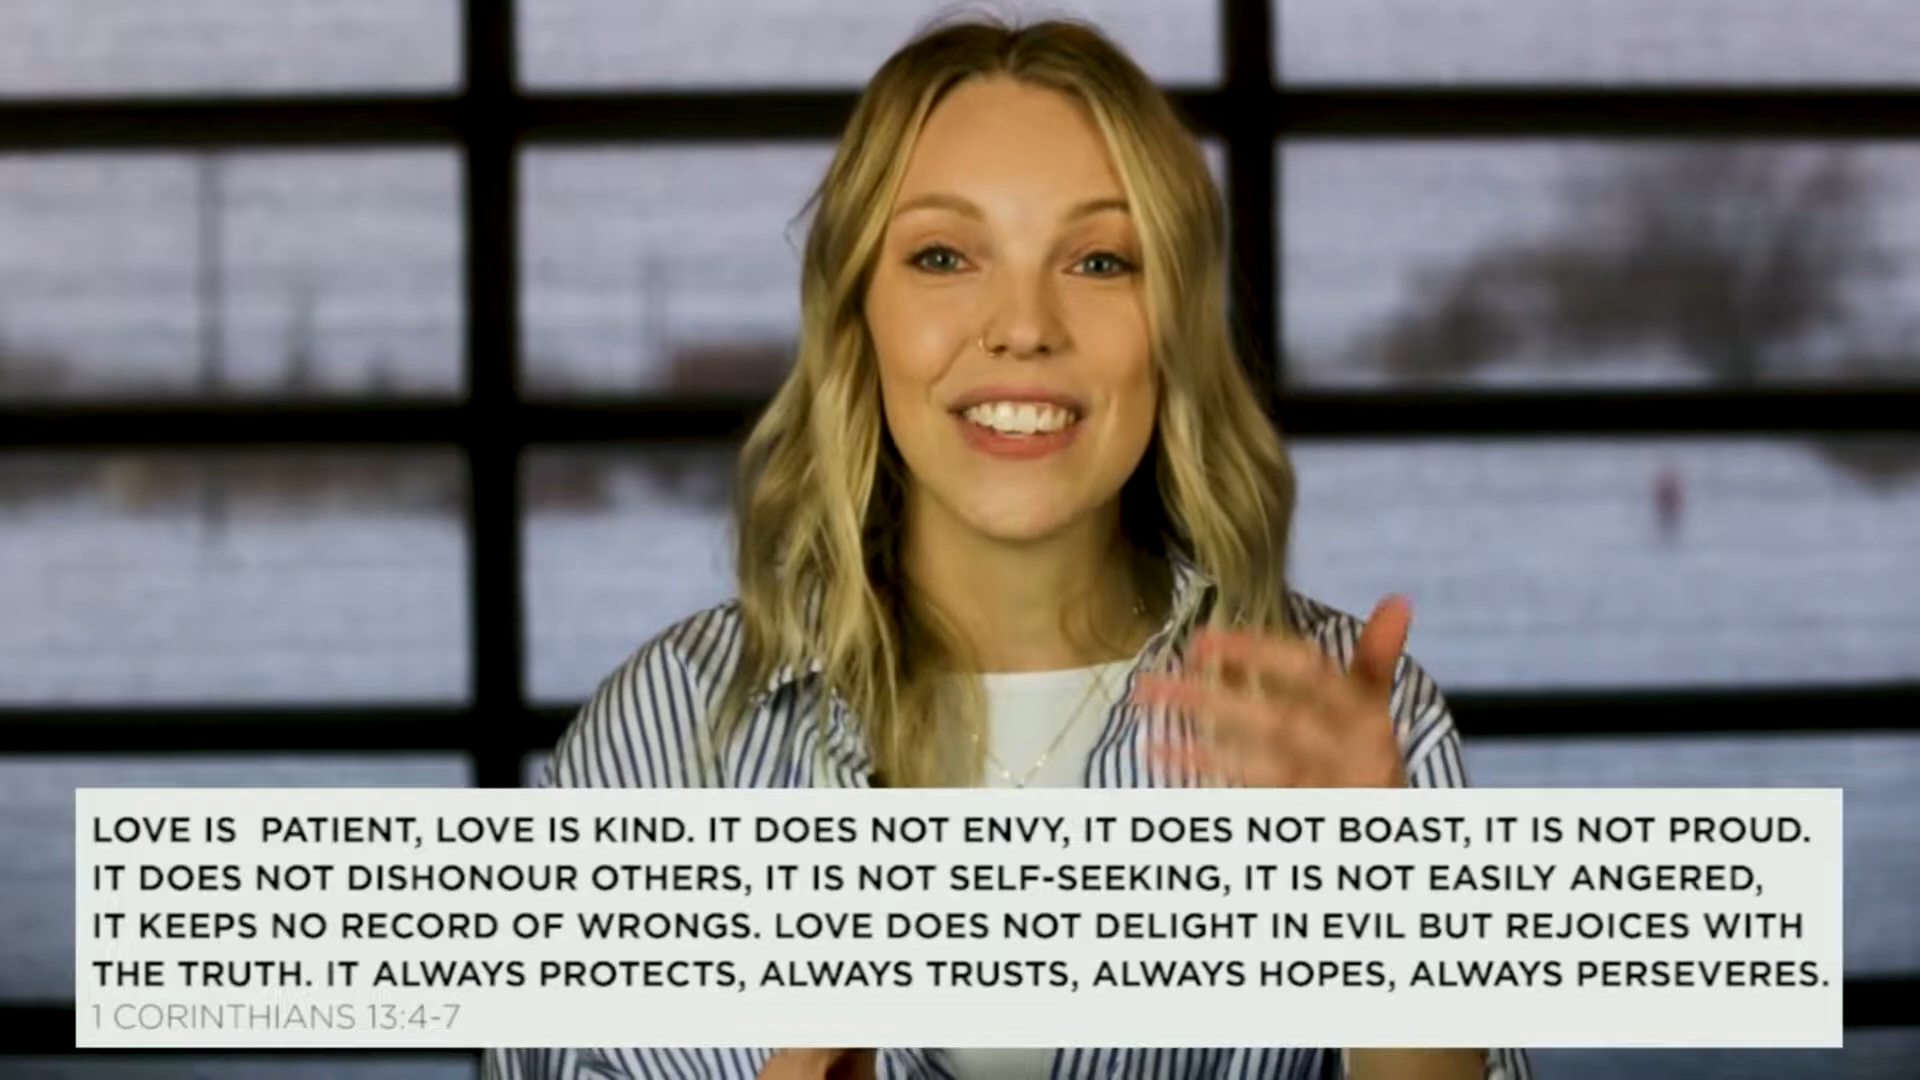 LOVE IS  PATIENT, LOVE IS KIND. IT DOES NOT ENVY, IT DOES NOT BOAST, IT IS NOT PROUD.
IT DOES NOT DISHONOUR OTHERS, IT IS NOT SELF-SEEKING, IT IS NOT EASILY ANGERED,
IT KEEPS NO RECORD OF WRONGS. LOVE DOES NOT DELIGHT IN EVIL BUT REJOICES WITH
THE TRUTH. IT ALWAYS PROTECTS, ALWAYS TRUSTS, ALWAYS HOPES, ALWAYS PERSEVERES.
1 CORINTHIANS 13:4-7